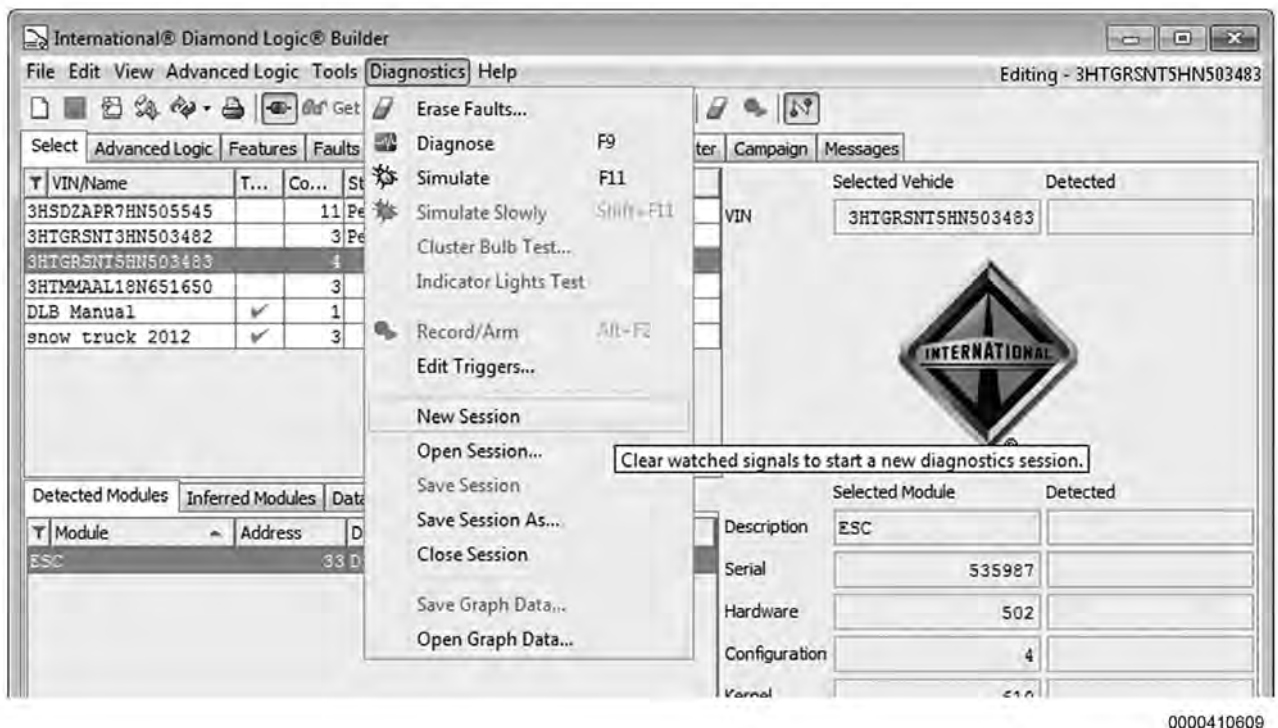 International® Diamond Logic® Builder
File Edit View Advanced Logic Tools Diagnostics Help
Editing - 3HTGRSNT5HN503483
Get
Select Advanced Logic Features Faults
ter Campaign Messages
VIN/Name T... Co... St
3HSDZAPR7HN505545 11 Pe
3HTGRSNT3HN503482 3 Pe
3HTGRSNT5HN503483 4
3HTMMAAL18N651650 3
DLB Manual 1
snow truck 2012 3
Erase Faults...
Diagnose F9
Simulate F11
Simulate Slowly Shift+F11
Cluster Bulb Test...
Indicator Lights Test
Record/Arm Alt+F2
Edit Triggers...
New Session
Open Session...
Save Session
Save Session As...
Close Session
Save Graph Data...
Open Graph Data...
Clear watched signals to start a new diagnostics session.
Selected Vehicle Detected
VIN 3HTGRSNT5HN503483
INTERNATIONAL
®
Detected Modules Inferred Modules Data
Module Address D
ESC 33 D
Selected Module Detected
Description ESC
Serial 535987
Hardware 502
Configuration 4
Kernel
0000410609